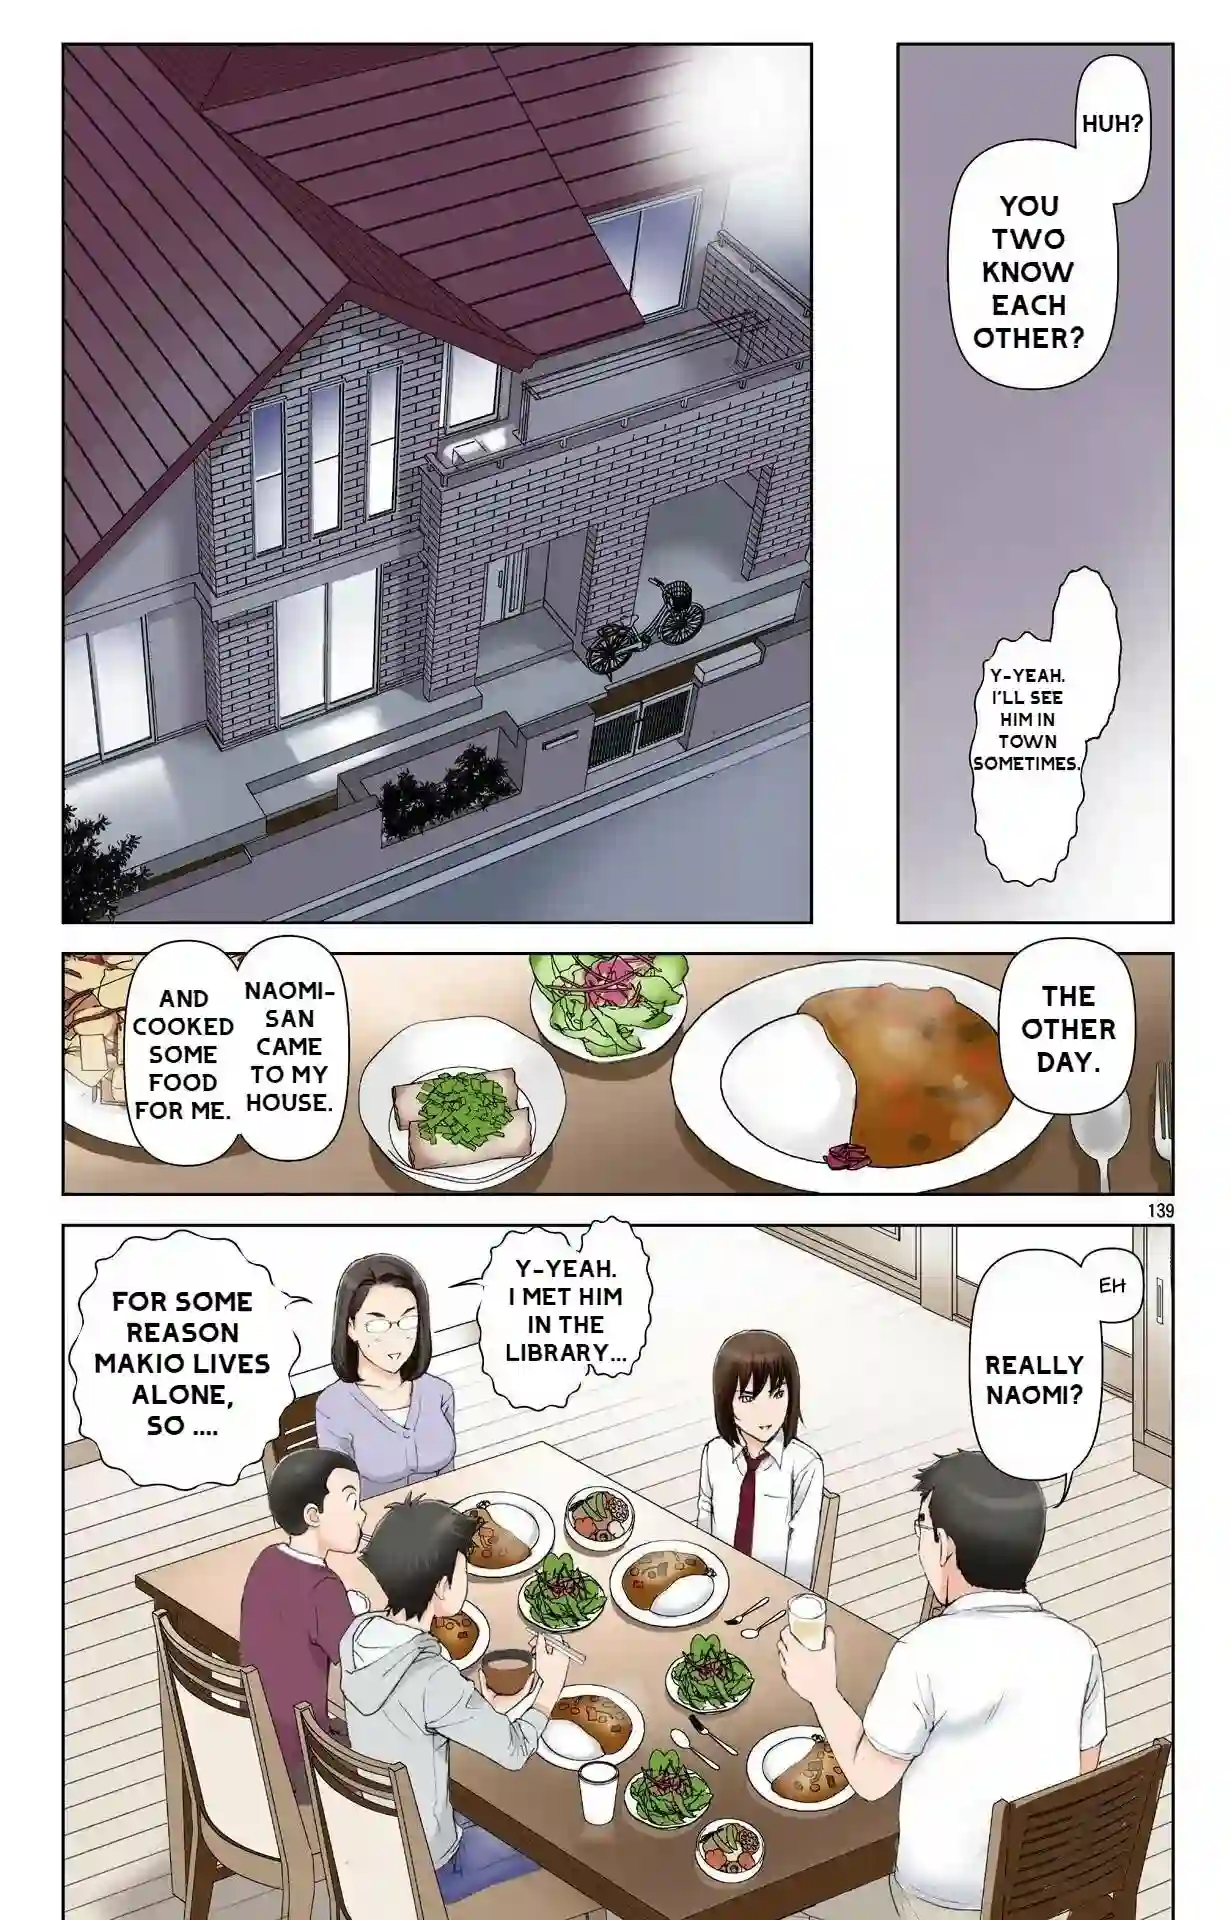 HUH?
YOU
TWO
KNOW
EACH
OTHER?
Y-YEAH.
I'LL SEE
HIM IN
TOWN
SOMETIMES.
THE
OTHER
DAY.
NAOMI-
SAN
CAME
TO MY
HOUSE.
AND
COOKED
SOME
FOOD
FOR ME.
139
EH
REALLY
NAOMI?
Y-YEAH.
I MET HIM
IN THE
LIBRARY...
FOR SOME
REASON
MAKIO LIVES
ALONE,
SO ....